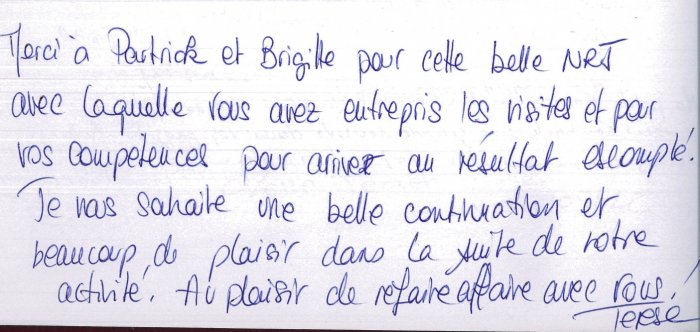 Merci à Patrick et Brigitte pour cette belle NRJ
avec laquelle vous avez entrepris les visites et pour
vos compétences pour arriver au résultat escompté.
Je vous souhaite une belle continuation et
beaucoup de plaisir dans la suite de votre
activité. Au plaisir de refaire affaire avec vous!